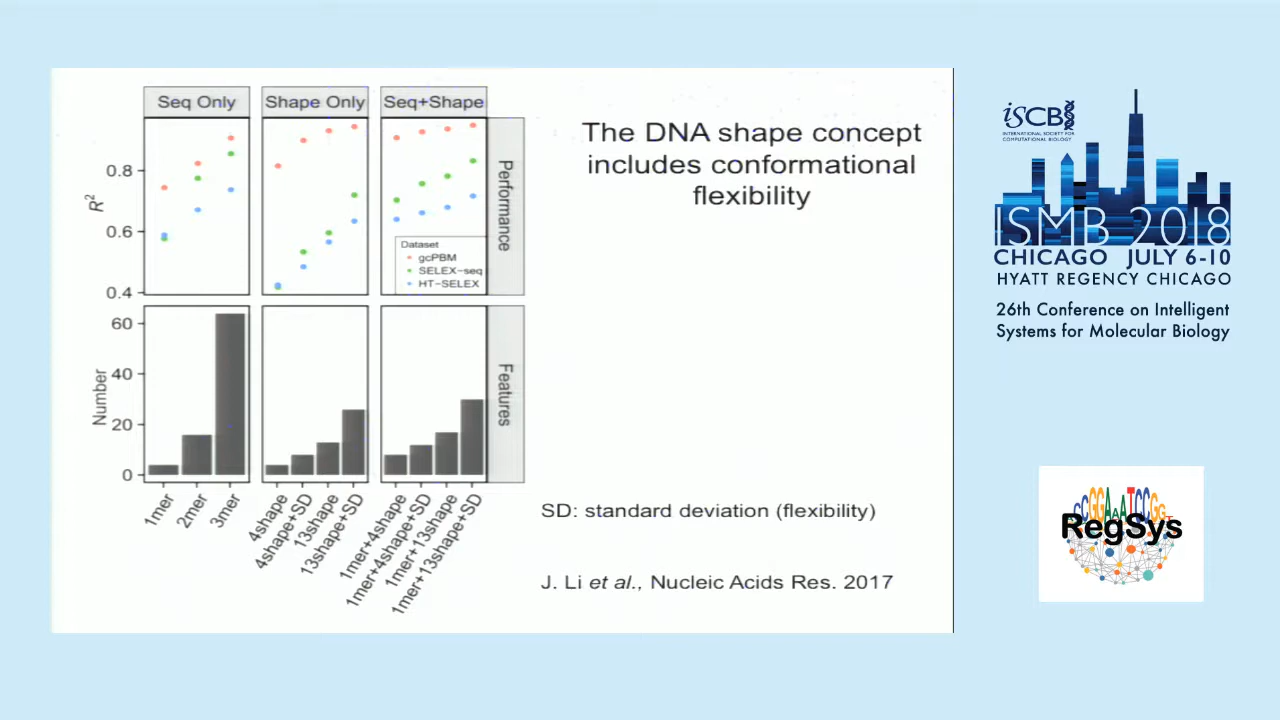 Seq Only
Shape Only
Seq+Shape
The DNA shape concept
includes conformational
flexibility
R²
0.8
0.6
0.4
Performance
Dataset
gcPBM
SELEX-seq
HT-SELEX
Number
60
40
20
0
Features
1mer
2mer
3mer
4shape
4shape+SD
13shape
13shape+SD
1mer+4shape
1mer+4shape+SD
1mer+13shape
1mer+13shape+SD
SD: standard deviation (flexibility)
J. Li et al., Nucleic Acids Res. 2017
iSCB
INTERNATIONAL SOCIETY FOR
COMPUTATIONAL BIOLOGY
ISMB 2018
CHICAGO JULY 6-10
HYATT REGENCY CHICAGO
26th Conference on Intelligent
Systems for Molecular Biology
RegSys